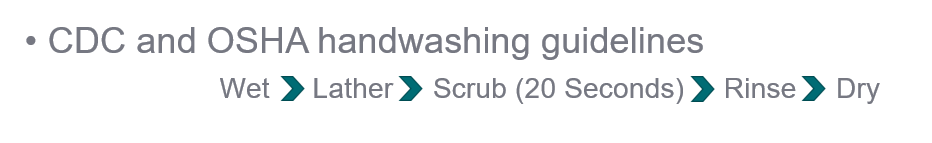 • CDC and OSHA handwashing guidelines
Wet Lather Scrub (20 Seconds) Rinse Dry